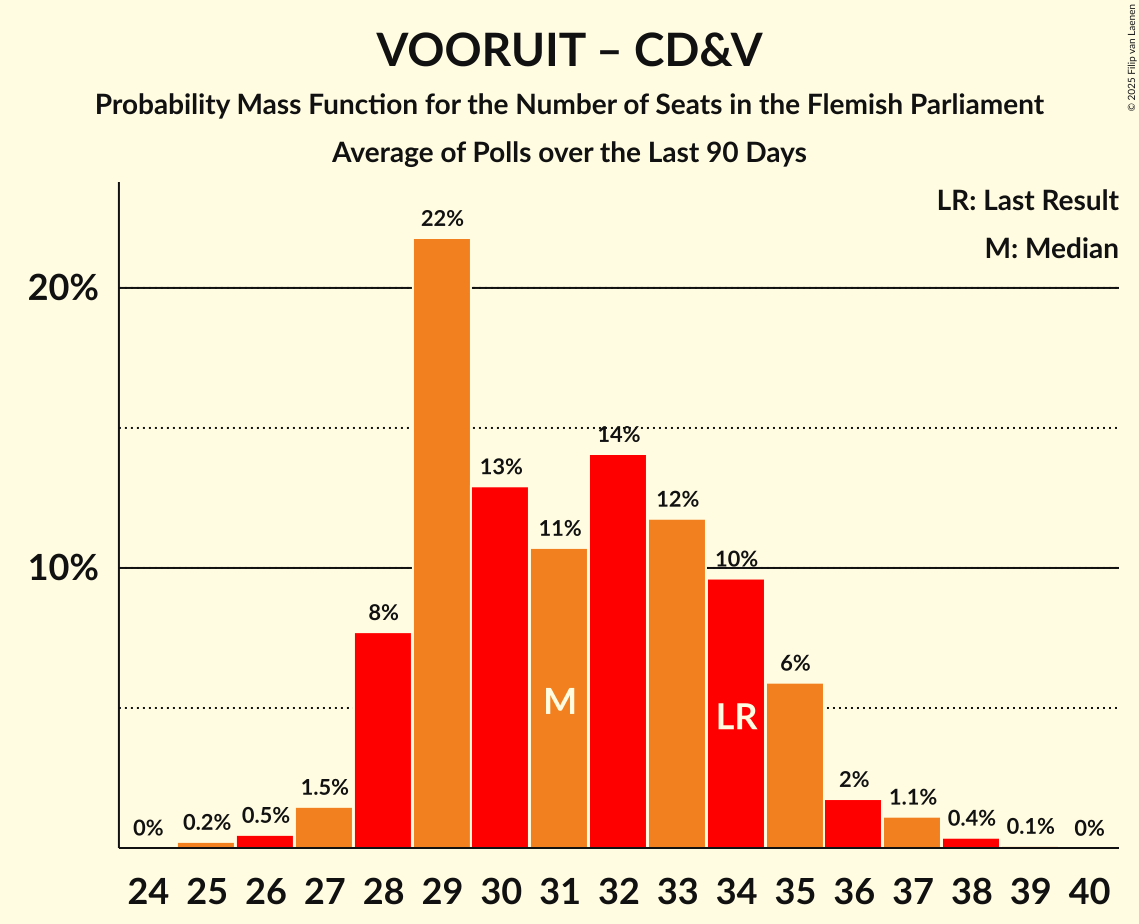 VOORUIT – CD&V
Probability Mass Function for the Number of Seats in the Flemish Parliament
Average of Polls over the Last 90 Days
© 2025 Filip van Laenen
LR: Last Result
M: Median
20%
10%
0%
0.2%
0.5%
1.5%
8%
22%
13%
11%
14%
12%
10%
6%
2%
1.1%
0.4%
0.1%
0%
M
LR
24 25 26 27 28 29 30 31 32 33 34 35 36 37 38 39 40